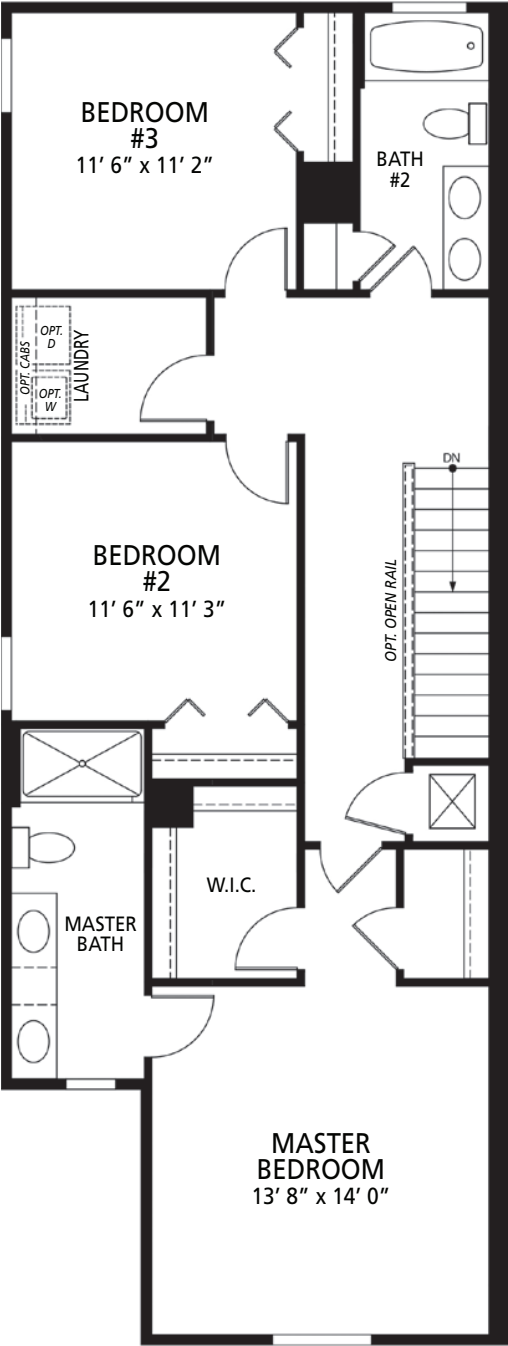 BEDROOM
#3
11’ 6” x 11’ 2”
BATH
#2
OPT. CABS
OPT.
D
OPT.
W
LAUNDRY
DN
BEDROOM
#2
11’ 6” x 11’ 3”
OPT. OPEN RAIL
W.I.C.
MASTER
BATH
MASTER
BEDROOM
13’ 8” x 14’ 0”